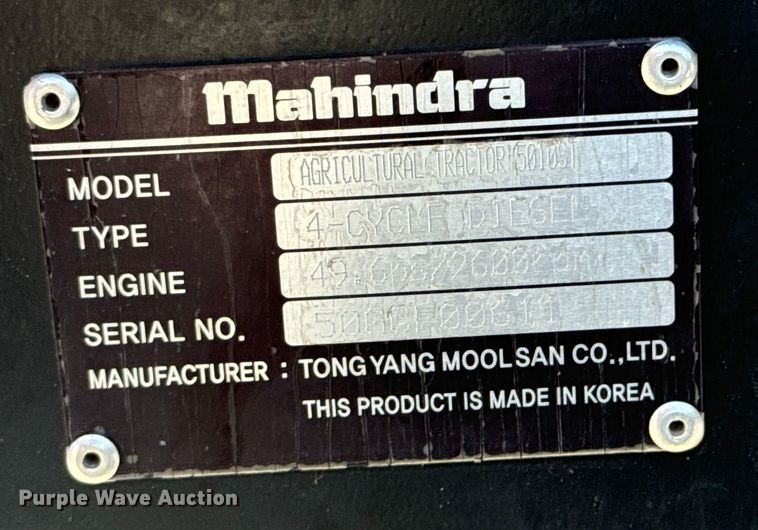 mahindra
MODEL (AGRICULTURAL TRACTOR)5010ST
TYPE 4-CYCLE DIESEL
ENGINE
SERIAL NO.
MANUFACTURER : TONG YANG MOOLSAN CO.,LTD.
THIS PRODUCT IS MADE IN KOREA
Purple Wave Auction